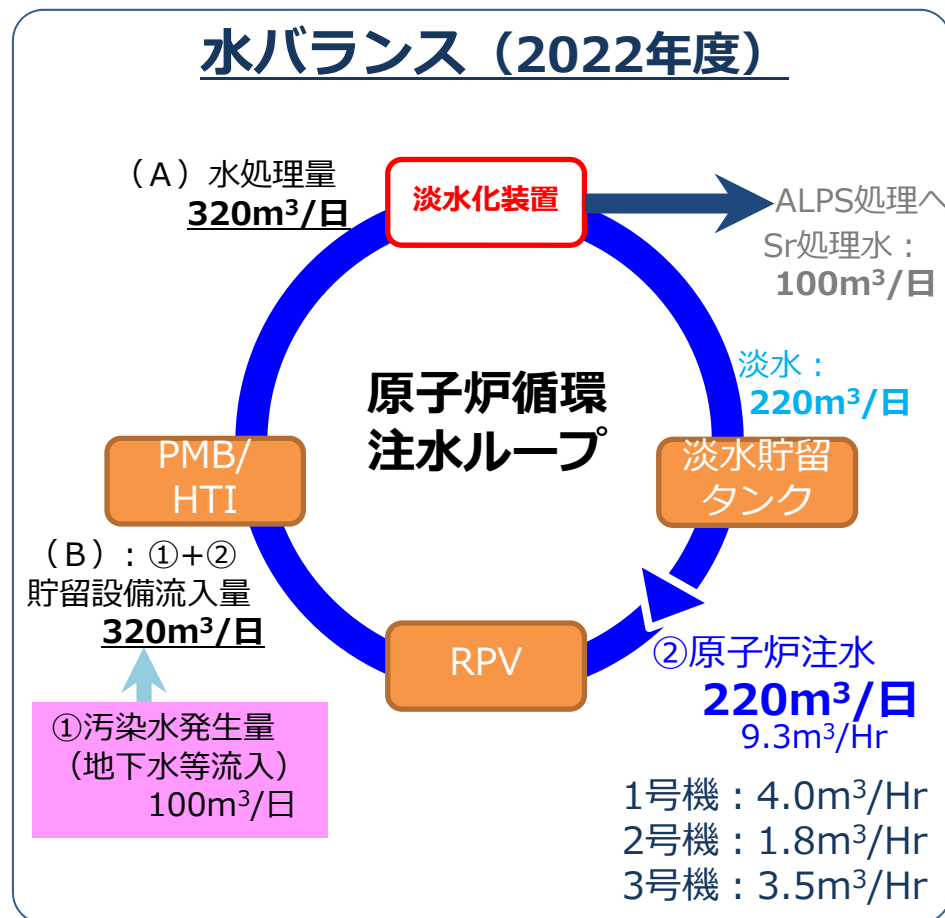 水バランス（2022年度）
（A）水処理量
320m³/日
淡水化装置
ALPS処理へ
Sr処理水：
100m³/日
淡水：
220m³/日
原子炉循環
注水ループ
PMB/
HTI
淡水貯留
タンク
（B）：①+②
貯留設備流入量
320m³/日
RPV
②原子炉注水
220m³/日
9.3m³/Hr
①汚染水発生量
（地下水等流入）
100m³/日
1号機：4.0m³/Hr
2号機：1.8m³/Hr
3号機：3.5m³/Hr